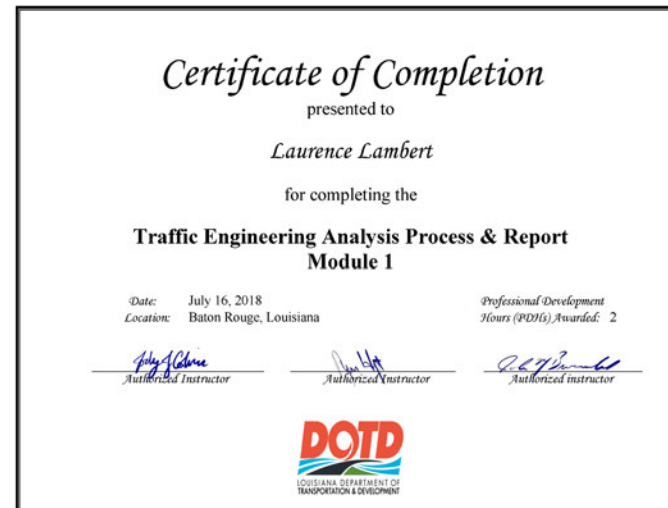 Certificate of Completion
presented to
Laurence Lambert
for completing the
Traffic Engineering Analysis Process & Report
Module 1
Date: July 16, 2018
Location: Baton Rouge, Louisiana
Professional Development
Hours (PDHs) Awarded: 2
Authorized Instructor
Authorized Instructor
Authorized instructor
DOTD
LOUISIANA DEPARTMENT OF
TRANSPORTATION & DEVELOPMENT